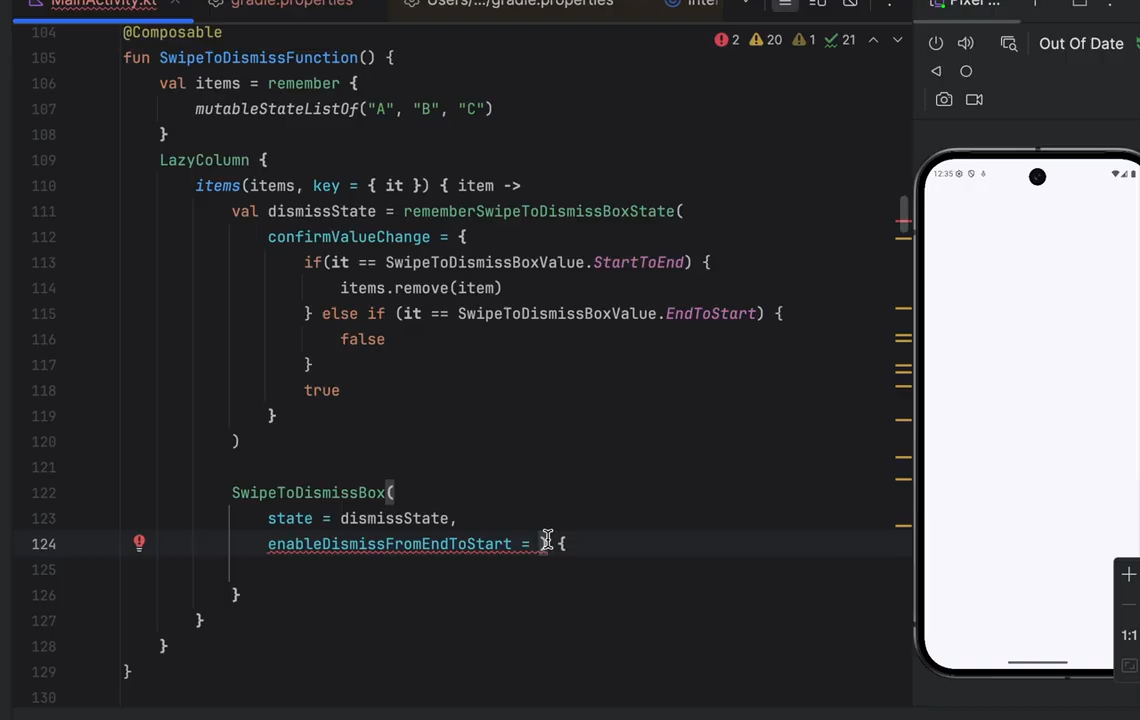 MainActivity.kt
gradle.properties
Users/.../gradle.properties
Inte
Pixel ...
2 20 1 21
Out Of Date
12:35
1:1
104 @Composable
105 fun SwipeToDismissFunction() {
106 val items = remember {
107 mutableStateListOf("A", "B", "C")
108 }
109 LazyColumn {
110 items(items, key = { it }) { item ->
111 val dismissState = rememberSwipeToDismissBoxState(
112 confirmValueChange = {
113 if(it == SwipeToDismissBoxValue.StartToEnd) {
114 items.remove(item)
115 } else if (it == SwipeToDismissBoxValue.EndToStart) {
116 false
117 }
118 true
119 }
120 )
121
122 SwipeToDismissBox(
123 state = dismissState,
124 enableDismissFromEndToStart = ) {
125
126 }
127 }
128 }
129 }
130